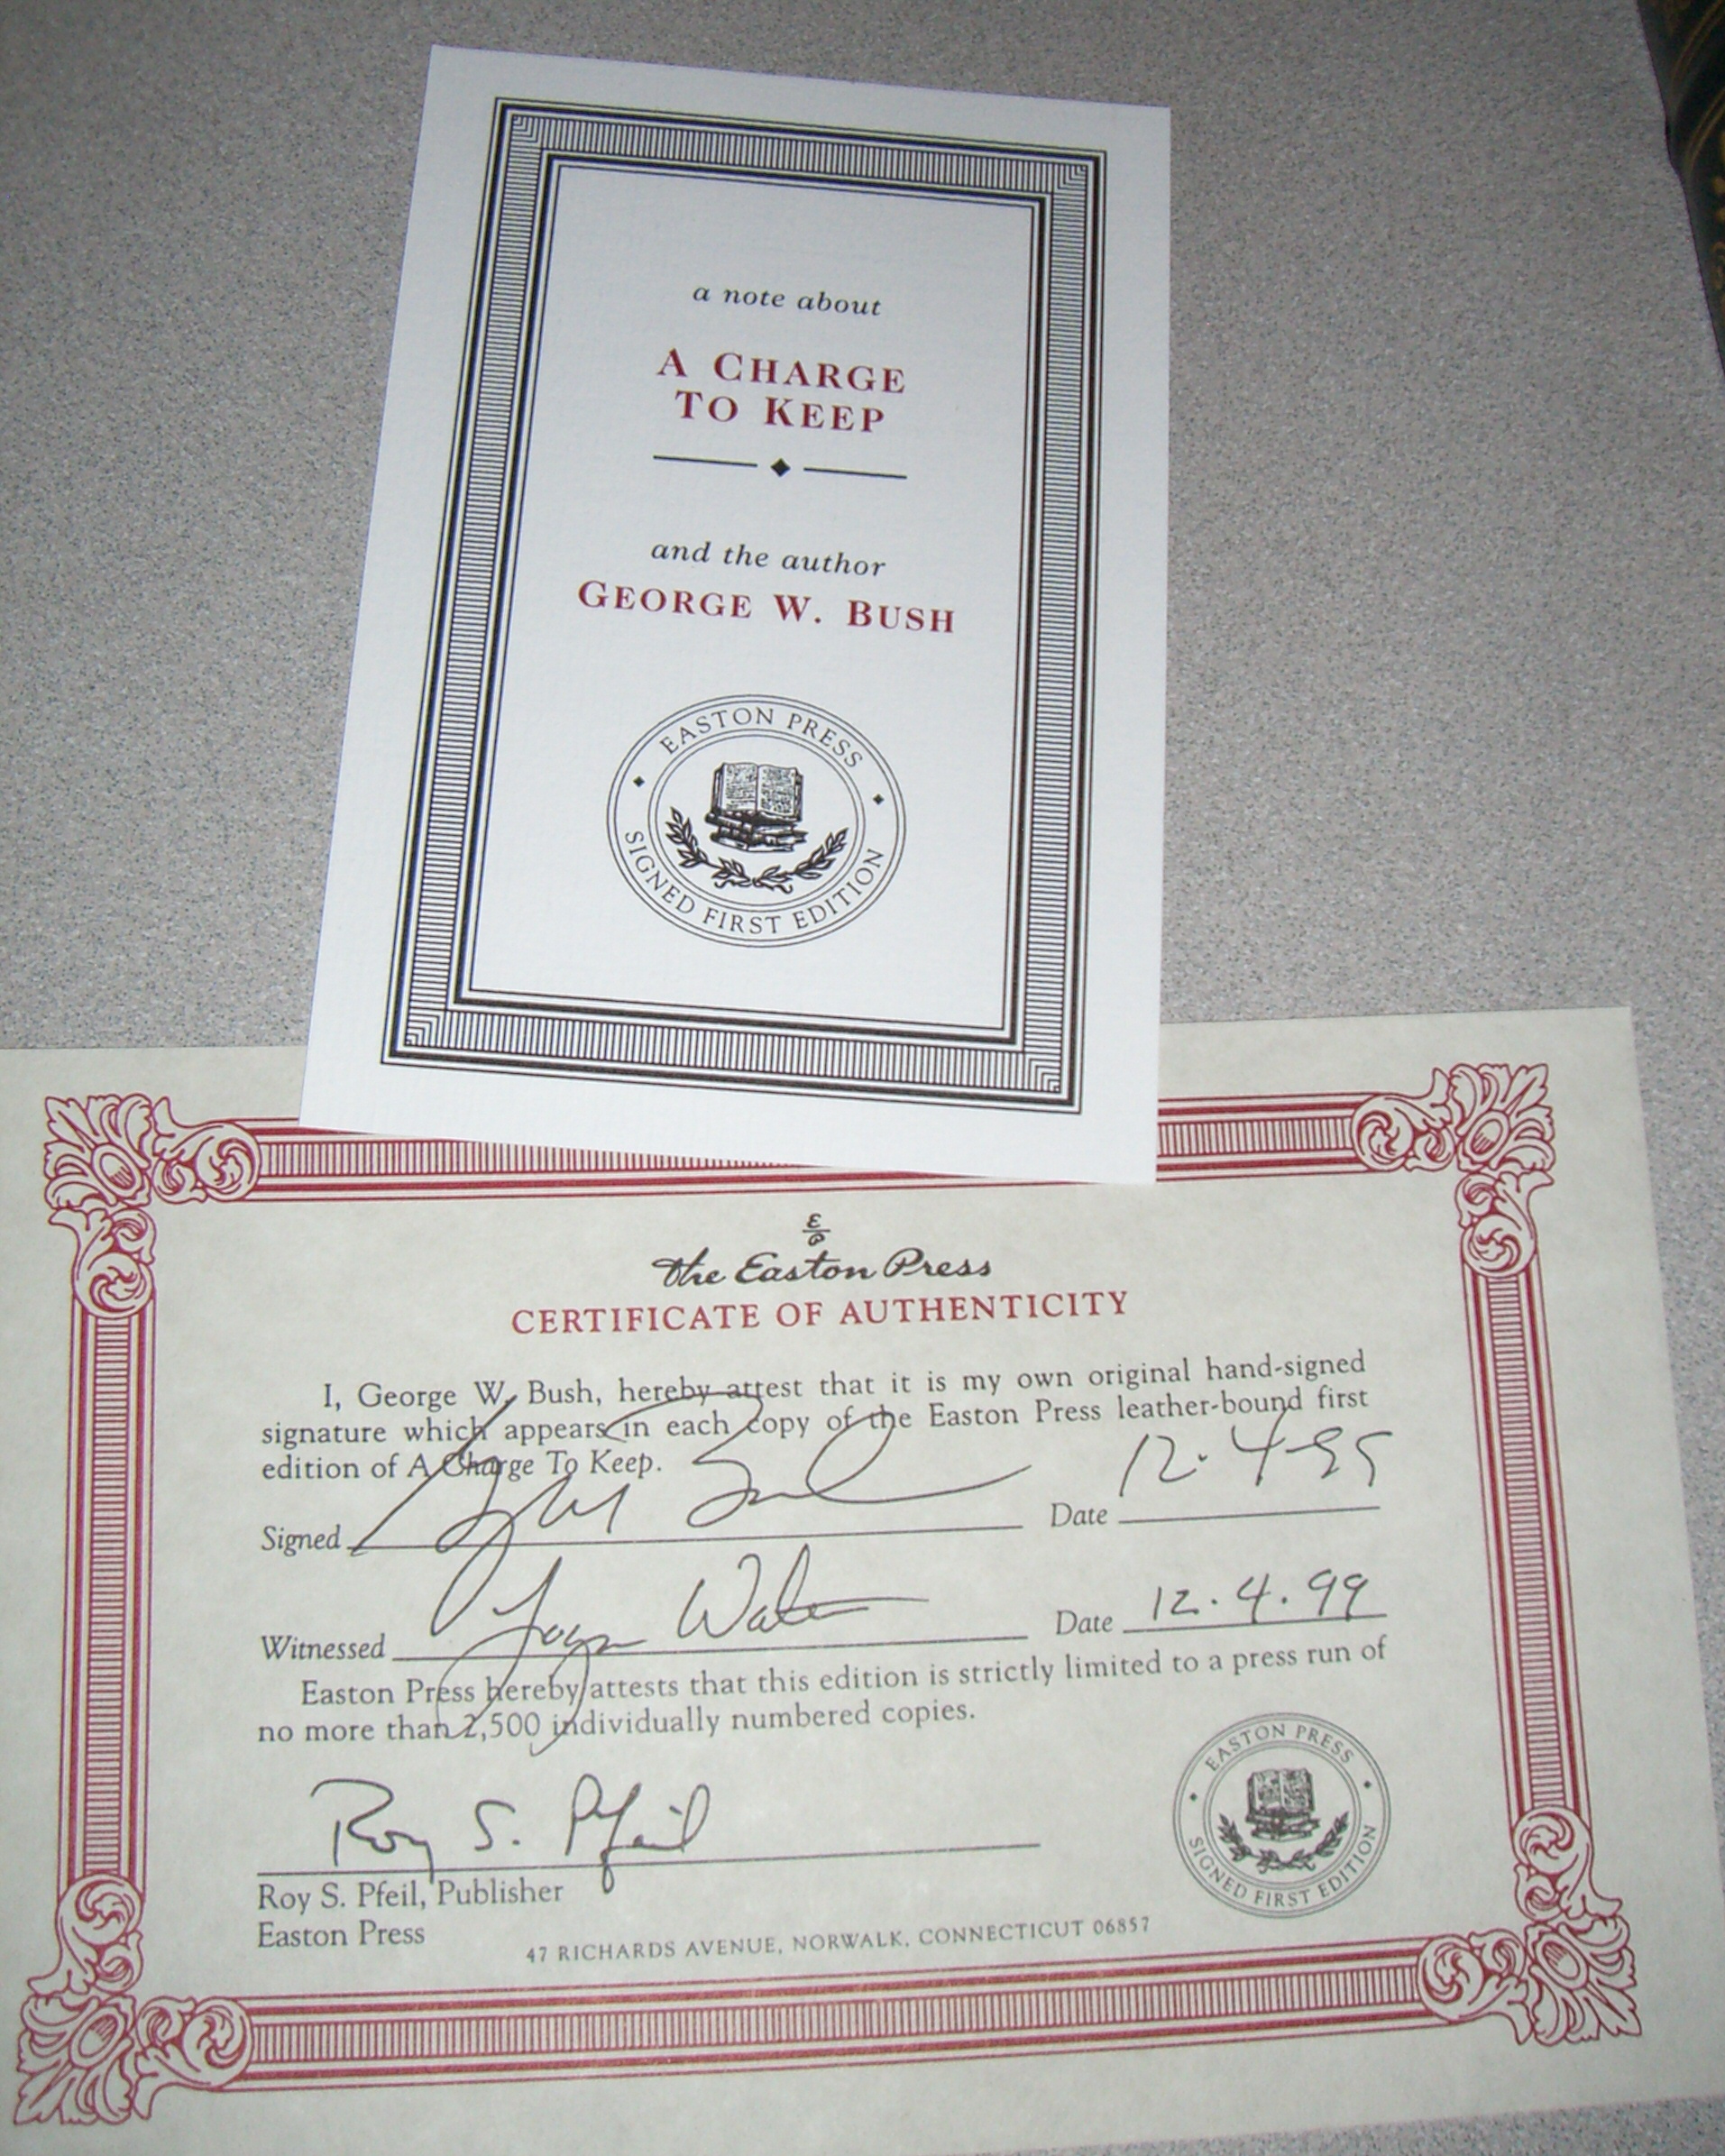 a note about
A CHARGE
TO KEEP
and the author
GEORGE W. BUSH
EASTON PRESS
SIGNED FIRST EDITION
the Easton Press
CERTIFICATE OF AUTHENTICITY
I, George W. Bush, hereby attest that it is my own original hand-signed
signature which appears in each copy of the Easton Press leather-bound first
edition of A Charge To Keep.
Signed
Date 12.4.99
Witnessed
Date 12.4.99
Easton Press hereby attests that this edition is strictly limited to a press run of
no more than 2,500 individually numbered copies.
Roy S. Pfeil
Roy S. Pfeil, Publisher
Easton Press
47 RICHARDS AVENUE, NORWALK, CONNECTICUT 06857
EASTON PRESS
SIGNED FIRST EDITION